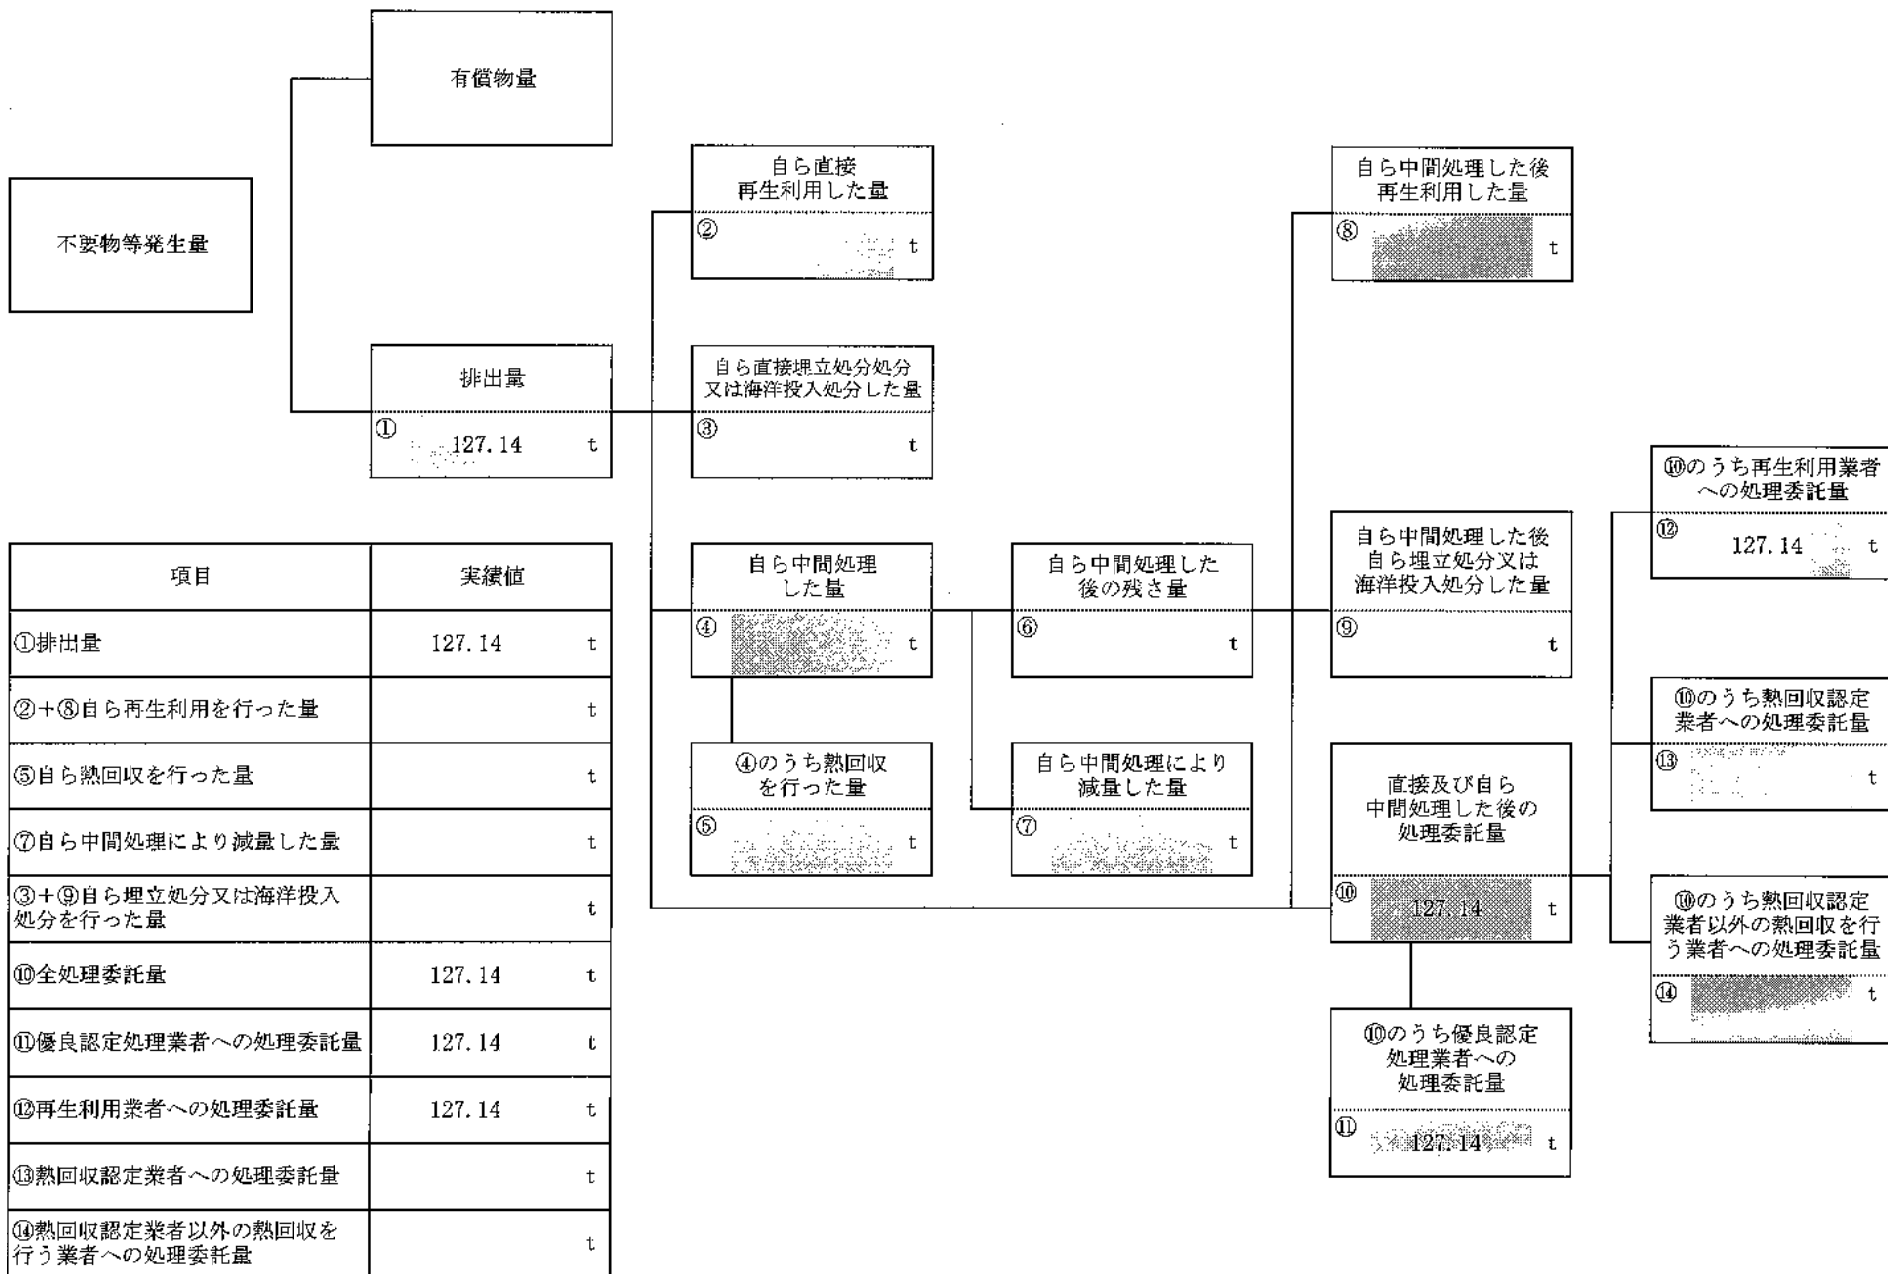 有償物量
不要物等発生量
自ら直接
再生利用した量
② t
自ら中間処理した後
再生利用した量
⑧ t
排出量
① 127.14 t
自ら直接埋立処分処分
又は海洋投入処分した量
③ t
⑩のうち再生利用業者
への処理委託量
⑫ 127.14 t
自ら中間処理
した量
④ t
自ら中間処理した
後の残さ量
⑥ t
自ら中間処理した後
自ら埋立処分又は
海洋投入処分した量
⑨ t
⑩のうち熱回収認定
業者への処理委託量
⑬ t
④のうち熱回収
を行った量
⑤ t
自ら中間処理により
減量した量
⑦ t
直接及び自ら
中間処理した後の
処理委託量
⑩ 127.14 t
⑩のうち熱回収認定
業者以外の熱回収を行
う業者への処理委託量
⑭ t
⑩のうち優良認定
処理業者への
処理委託量
⑪ 127.14 t
項目 実績値
①排出量 127.14 t
②+⑧自ら再生利用を行った量 t
⑤自ら熱回収を行った量 t
⑦自ら中間処理により減量した量 t
③+⑨自ら埋立処分又は海洋投入
処分を行った量 t
⑩全処理委託量 127.14 t
⑪優良認定処理業者への処理委託量 127.14 t
⑫再生利用業者への処理委託量 127.14 t
⑬熱回収認定業者への処理委託量 t
⑭熱回収認定業者以外の熱回収を
行う業者への処理委託量 t